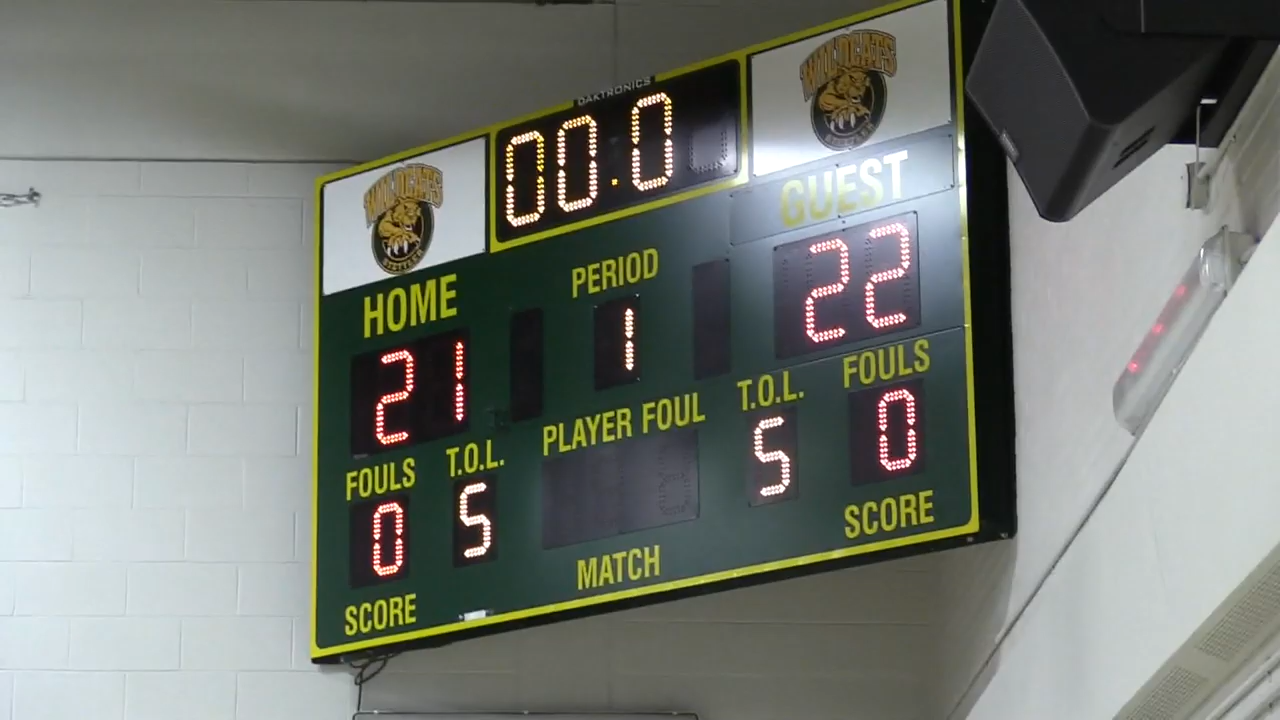 DAKTRONICS
WILDCATS
WILDCATS
00.0
HOME
PERIOD
GUEST
21
1
22
FOULS
T.O.L.
PLAYER FOUL
T.O.L.
FOULS
0
5
5
0
SCORE
MATCH
SCORE